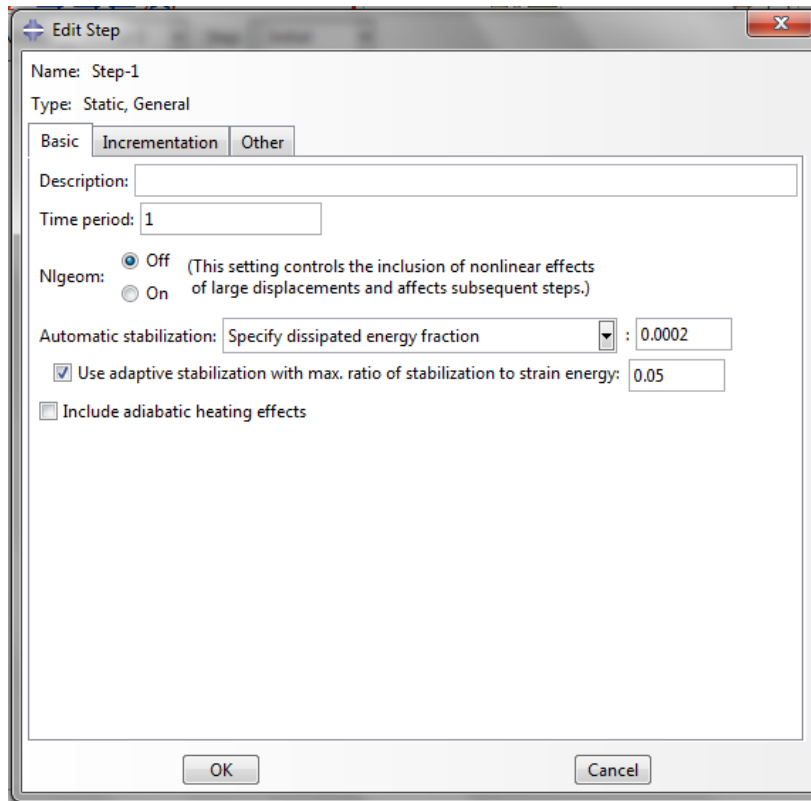 Edit Step
Name: Step-1
Type: Static, General
Basic Incrementation Other
Description:
Time period: 1
Nlgeom: Off (This setting controls the inclusion of nonlinear effects
On of large displacements and affects subsequent steps.)
Automatic stabilization: Specify dissipated energy fraction : 0.0002
Use adaptive stabilization with max. ratio of stabilization to strain energy: 0.05
Include adiabatic heating effects
OK Cancel